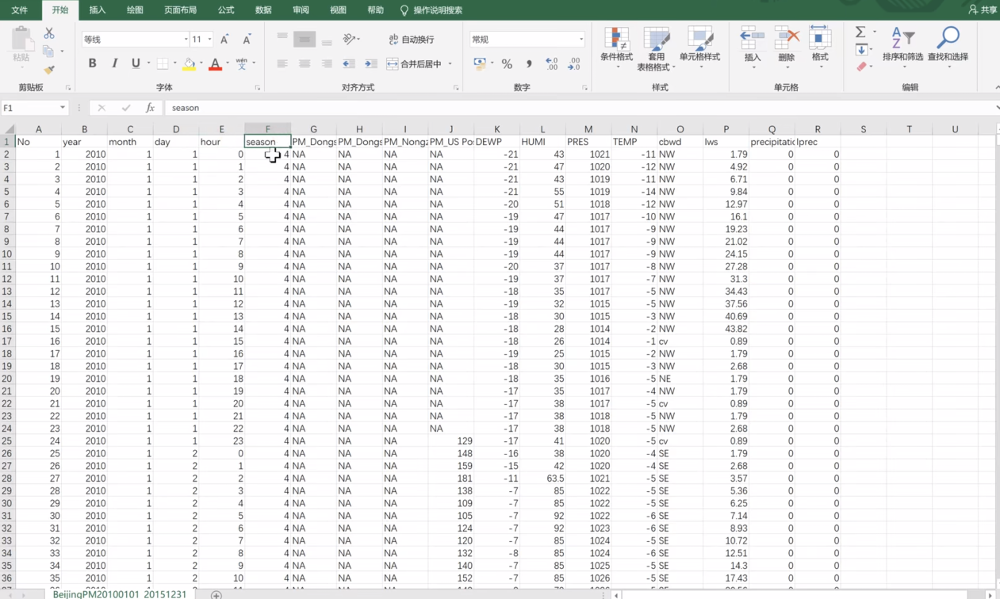 文件 开始 插入 绘图 页面布局 公式 数据 审阅 视图 帮助 操作说明搜索 共享
等线 11 A A 自动换行 常规
粘贴 B I U A wén 文 合并后居中 % , 条件格式 套用 表格格式 单元格样式 插入 删除 格式 排序和筛选 查找和选择
剪贴板 字体 对齐方式 数字 样式 单元格 编辑
F1 fx season
A B C D E F G H I J K L M N O P Q R S T U
1 No year month day hour season PM_Dongs PM_Dongs PM_Nongz PM_US Pos DEWP HUMI PRES TEMP cbwd Iws precipitatic Iprec
2 1 2010 1 1 0 4 NA NA NA NA -21 43 1021 -11 NW 1.79 0 0
3 2 2010 1 1 1 4 NA NA NA NA -21 47 1020 -12 NW 4.92 0 0
4 3 2010 1 1 2 4 NA NA NA NA -21 43 1019 -11 NW 6.71 0 0
5 4 2010 1 1 3 4 NA NA NA NA -21 55 1019 -14 NW 9.84 0 0
6 5 2010 1 1 4 4 NA NA NA NA -20 51 1018 -12 NW 12.97 0 0
7 6 2010 1 1 5 4 NA NA NA NA -19 47 1017 -10 NW 16.1 0 0
8 7 2010 1 1 6 4 NA NA NA NA -19 44 1017 -9 NW 19.23 0 0
9 8 2010 1 1 7 4 NA NA NA NA -19 44 1017 -9 NW 21.02 0 0
10 9 2010 1 1 8 4 NA NA NA NA -19 44 1017 -9 NW 24.15 0 0
11 10 2010 1 1 9 4 NA NA NA NA -20 37 1017 -8 NW 27.28 0 0
12 11 2010 1 1 10 4 NA NA NA NA -19 37 1017 -7 NW 31.3 0 0
13 12 2010 1 1 11 4 NA NA NA NA -18 35 1017 -5 NW 34.43 0 0
14 13 2010 1 1 12 4 NA NA NA NA -19 32 1015 -5 NW 37.56 0 0
15 14 2010 1 1 13 4 NA NA NA NA -18 30 1015 -3 NW 40.69 0 0
16 15 2010 1 1 14 4 NA NA NA NA -18 28 1014 -2 NW 43.82 0 0
17 16 2010 1 1 15 4 NA NA NA NA -18 26 1014 -1 cv 0.89 0 0
18 17 2010 1 1 16 4 NA NA NA NA -19 25 1015 -2 NW 1.79 0 0
19 18 2010 1 1 17 4 NA NA NA NA -18 30 1015 -3 NW 2.68 0 0
20 19 2010 1 1 18 4 NA NA NA NA -18 35 1016 -5 NE 1.79 0 0
21 20 2010 1 1 19 4 NA NA NA NA -17 35 1017 -4 NW 1.79 0 0
22 21 2010 1 1 20 4 NA NA NA NA -17 38 1017 -5 cv 0.89 0 0
23 22 2010 1 1 21 4 NA NA NA NA -17 38 1018 -5 NW 1.79 0 0
24 23 2010 1 1 22 4 NA NA NA NA -17 38 1018 -5 NW 2.68 0 0
25 24 2010 1 1 23 4 NA NA NA 129 -17 41 1020 -5 cv 0.89 0 0
26 25 2010 1 2 0 4 NA NA NA 148 -16 38 1020 -4 SE 1.79 0 0
27 26 2010 1 2 1 4 NA NA NA 159 -15 42 1020 -4 SE 2.68 0 0
28 27 2010 1 2 2 4 NA NA NA 181 -11 63.5 1021 -5 SE 3.57 0 0
29 28 2010 1 2 3 4 NA NA NA 138 -7 85 1022 -5 SE 5.36 0 0
30 29 2010 1 2 4 4 NA NA NA 109 -7 85 1022 -5 SE 6.25 0 0
31 30 2010 1 2 5 4 NA NA NA 105 -7 92 1022 -6 SE 7.14 0 0
32 31 2010 1 2 6 4 NA NA NA 124 -7 92 1023 -6 SE 8.93 0 0
33 32 2010 1 2 7 4 NA NA NA 120 -7 85 1024 -5 SE 10.72 0 0
34 33 2010 1 2 8 4 NA NA NA 132 -8 85 1024 -6 SE 12.51 0 0
35 34 2010 1 2 9 4 NA NA NA 140 -7 85 1025 -5 SE 14.3 0 0
36 35 2010 1 2 10 4 NA NA NA 152 -7 85 1026 -5 SE 17.43 0 0
BeijingPM20100101_20151231